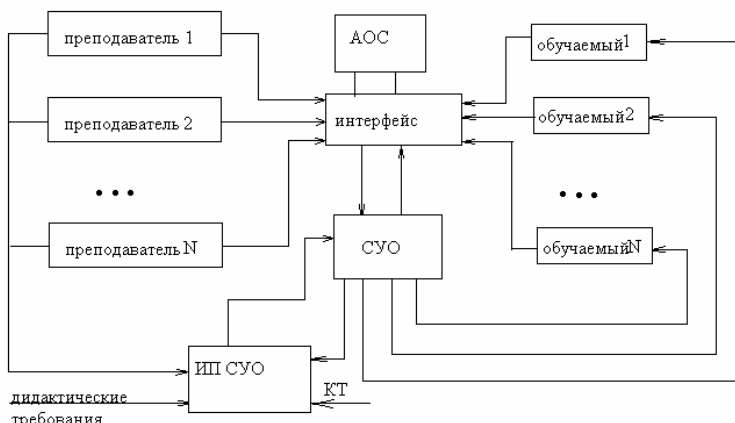 преподаватель 1
АОС
обучаемый1
преподаватель 2
интерфейс
обучаемый2
• • •
• • •
преподаватель N
СУО
обучаемыйN
ИП СУО
КТ
дидактические
требования